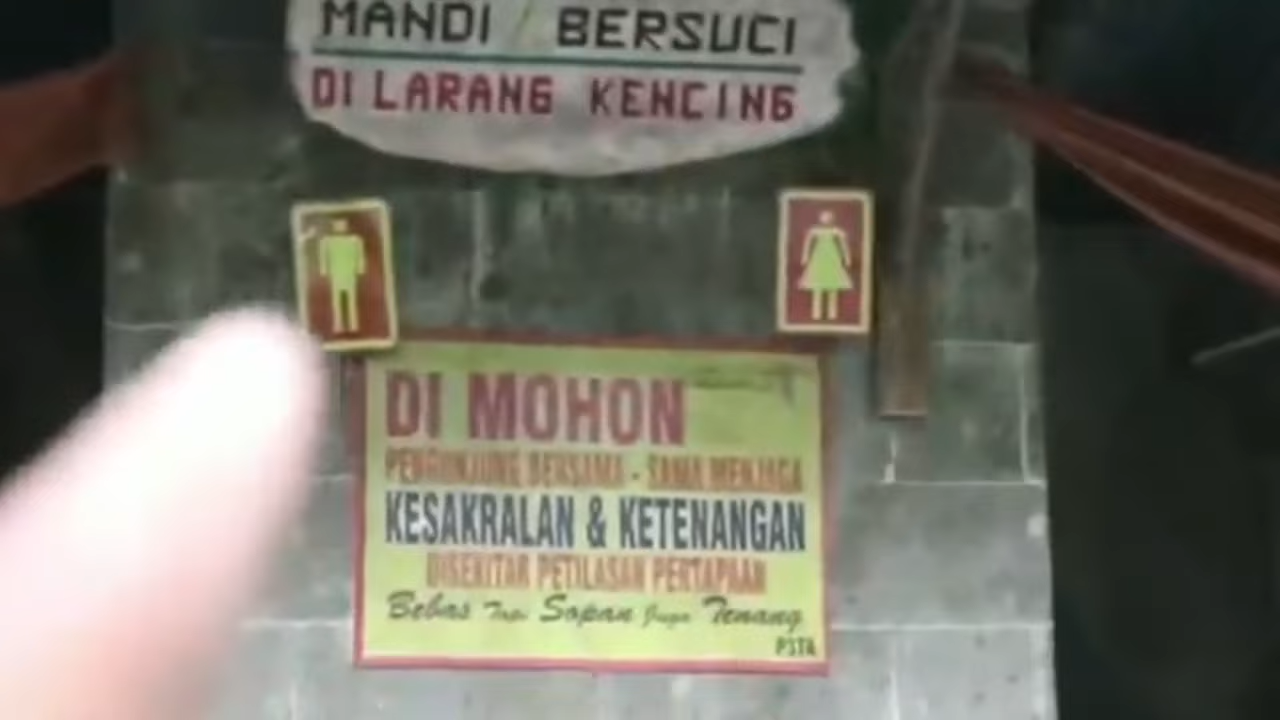 MANDI / BERSUCI
DI LARANG KENCING
DI MOHON
PENGUNJUNG BERSAMA - SAMA MENJAGA
KESAKRALAN & KETENANGAN
DISEKITAR PETILASAN PERTAPAAN
Bebas Tapi Sopan Juga Tenang
PSTA